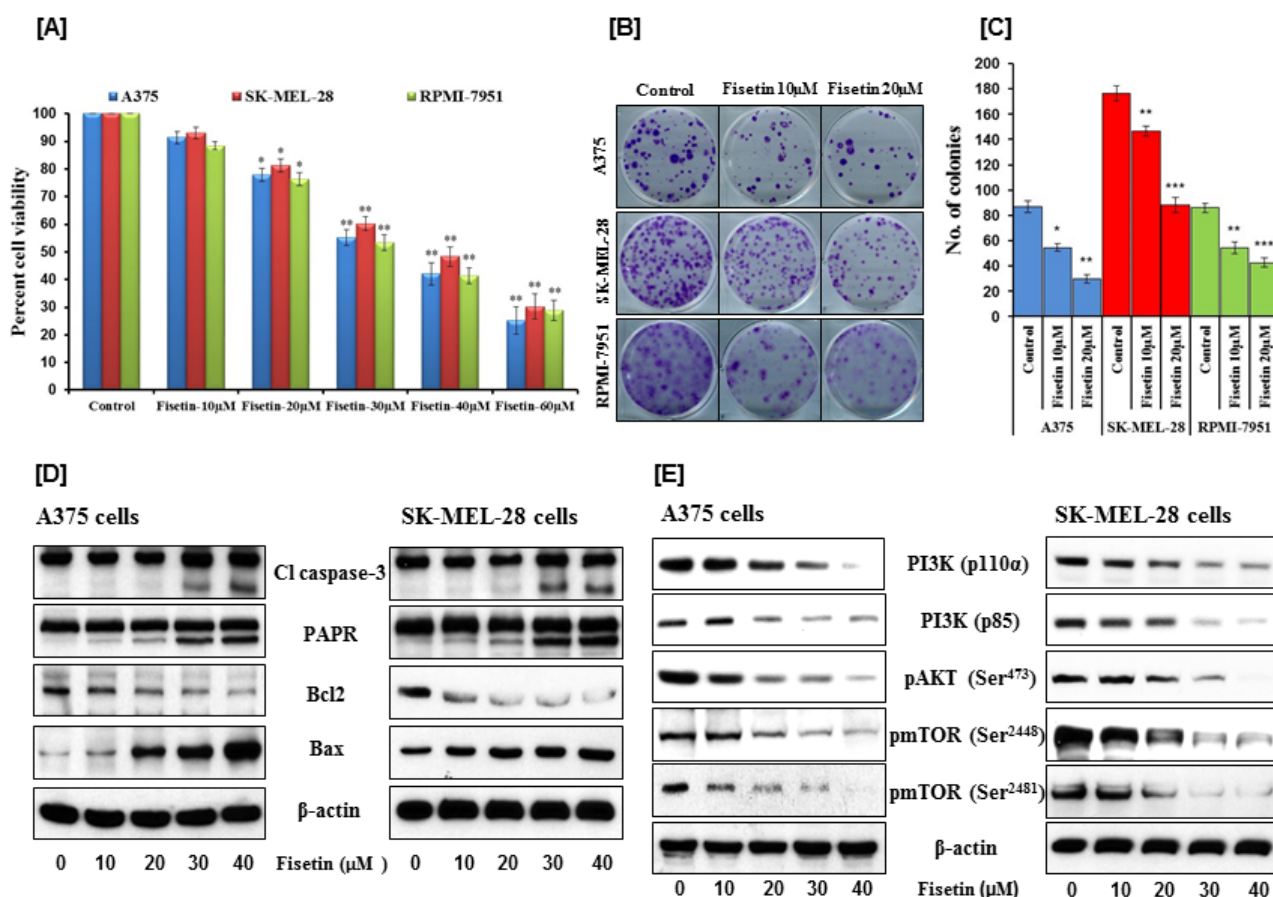 [A]
A375 SK-MEL-28 RPMI-7951
Percent cell viability
100
90
80
70
60
50
40
30
20
10
0
* * *
** ** **
** ** **
** ** **
Control Fisetin-10μM Fisetin-20μM Fisetin-30μM Fisetin-40μM Fisetin-60μM
[B]
Control Fisetin 10μM Fisetin 20μM
A375
SK-MEL-28
RPMI-7951
[C]
No. of colonies
200
180
160
140
120
100
80
60
40
20
0
* ** ** *** ** ***
Control Fisetin 10μM Fisetin 20μM Control Fisetin 10μM Fisetin 20μM Control Fisetin 10μM Fisetin 20μM
A375 SK-MEL-28 RPMI-7951
[D]
A375 cells SK-MEL-28 cells
Cl caspase-3
PAPR
Bcl2
Bax
β-actin
0 10 20 30 40 Fisetin (μM ) 0 10 20 30 40
[E]
A375 cells SK-MEL-28 cells
PI3K (p110α)
PI3K (p85)
pAKT (Ser473)
pmTOR (Ser2448)
pmTOR (Ser2481)
β-actin
0 10 20 30 40 Fisetin (μM) 0 10 20 30 40